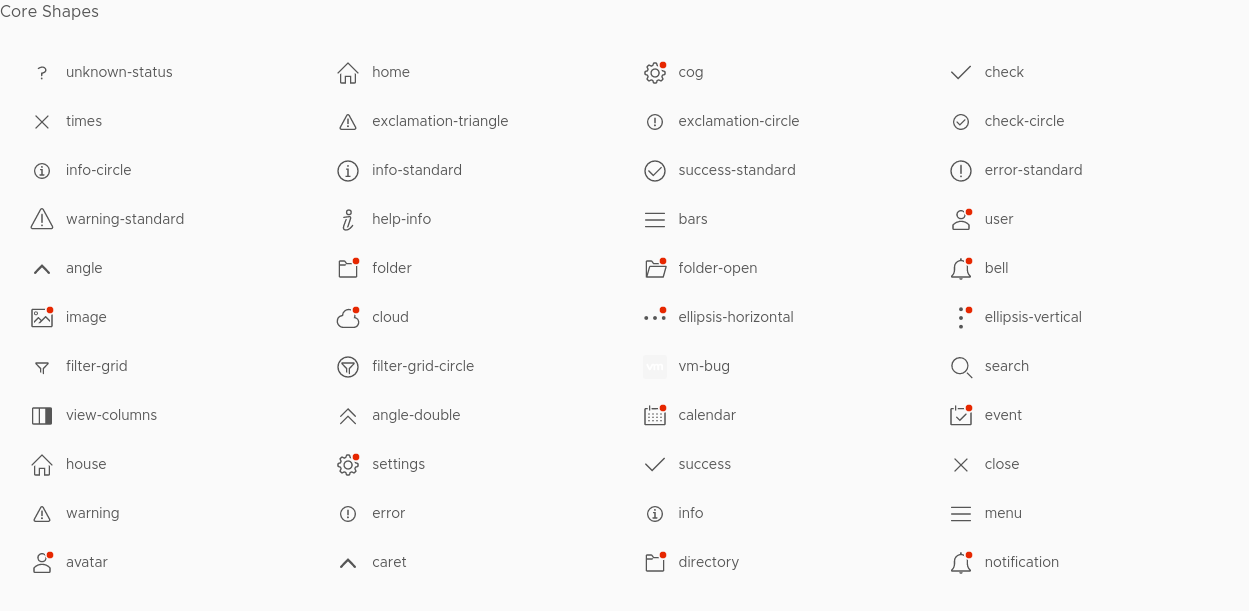 Core Shapes
? unknown-status home cog check
times exclamation-triangle exclamation-circle check-circle
info-circle info-standard success-standard error-standard
warning-standard help-info bars user
angle folder folder-open bell
image cloud ellipsis-horizontal ellipsis-vertical
filter-grid filter-grid-circle vm vm-bug search
view-columns angle-double calendar event
house settings success close
warning error info menu
avatar caret directory notification